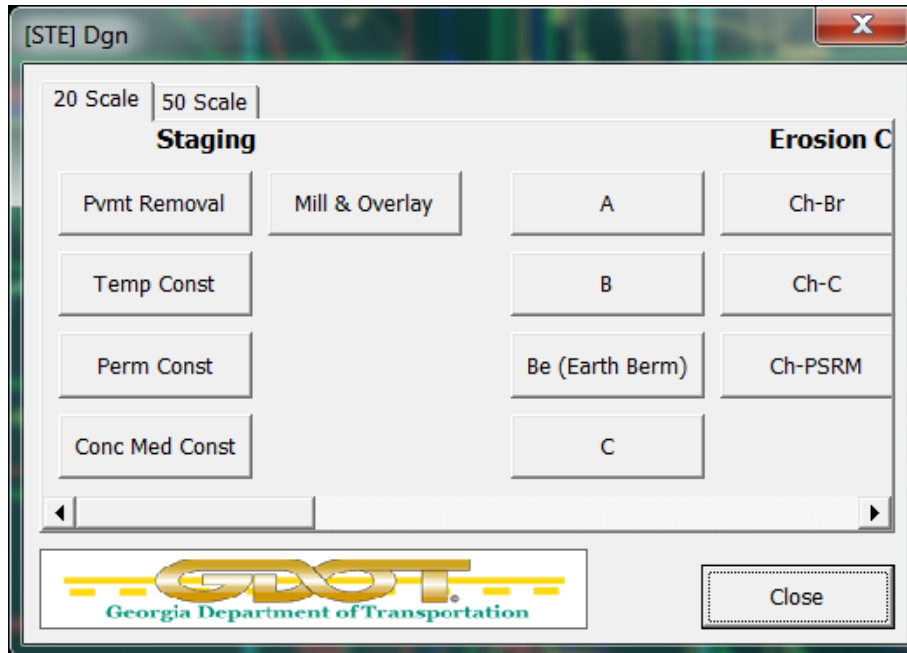 [STE] Dgn
X
20 Scale 50 Scale
Staging Erosion C
Pvmt Removal Mill & Overlay A Ch-Br
Temp Const B Ch-C
Perm Const Be (Earth Berm) Ch-PSRM
Conc Med Const C
GDOT
Georgia Department of Transportation
Close